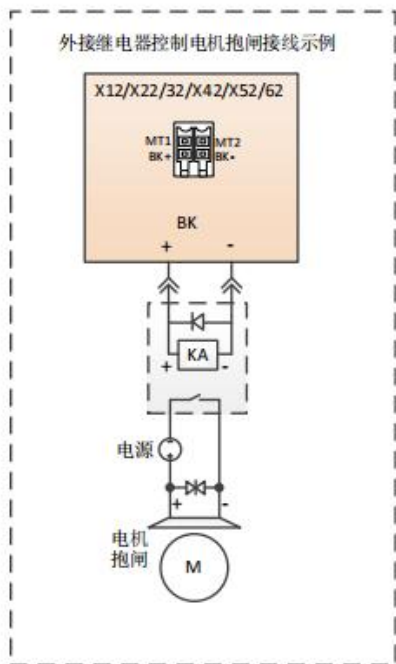 外接继电器控制电机抱闸接线示例
X12/X22/32/X42/X52/62
MT1 MT2
BK+ BK-
BK
+ -
KA
+ -
电源
+ -
电机
抱闸
M